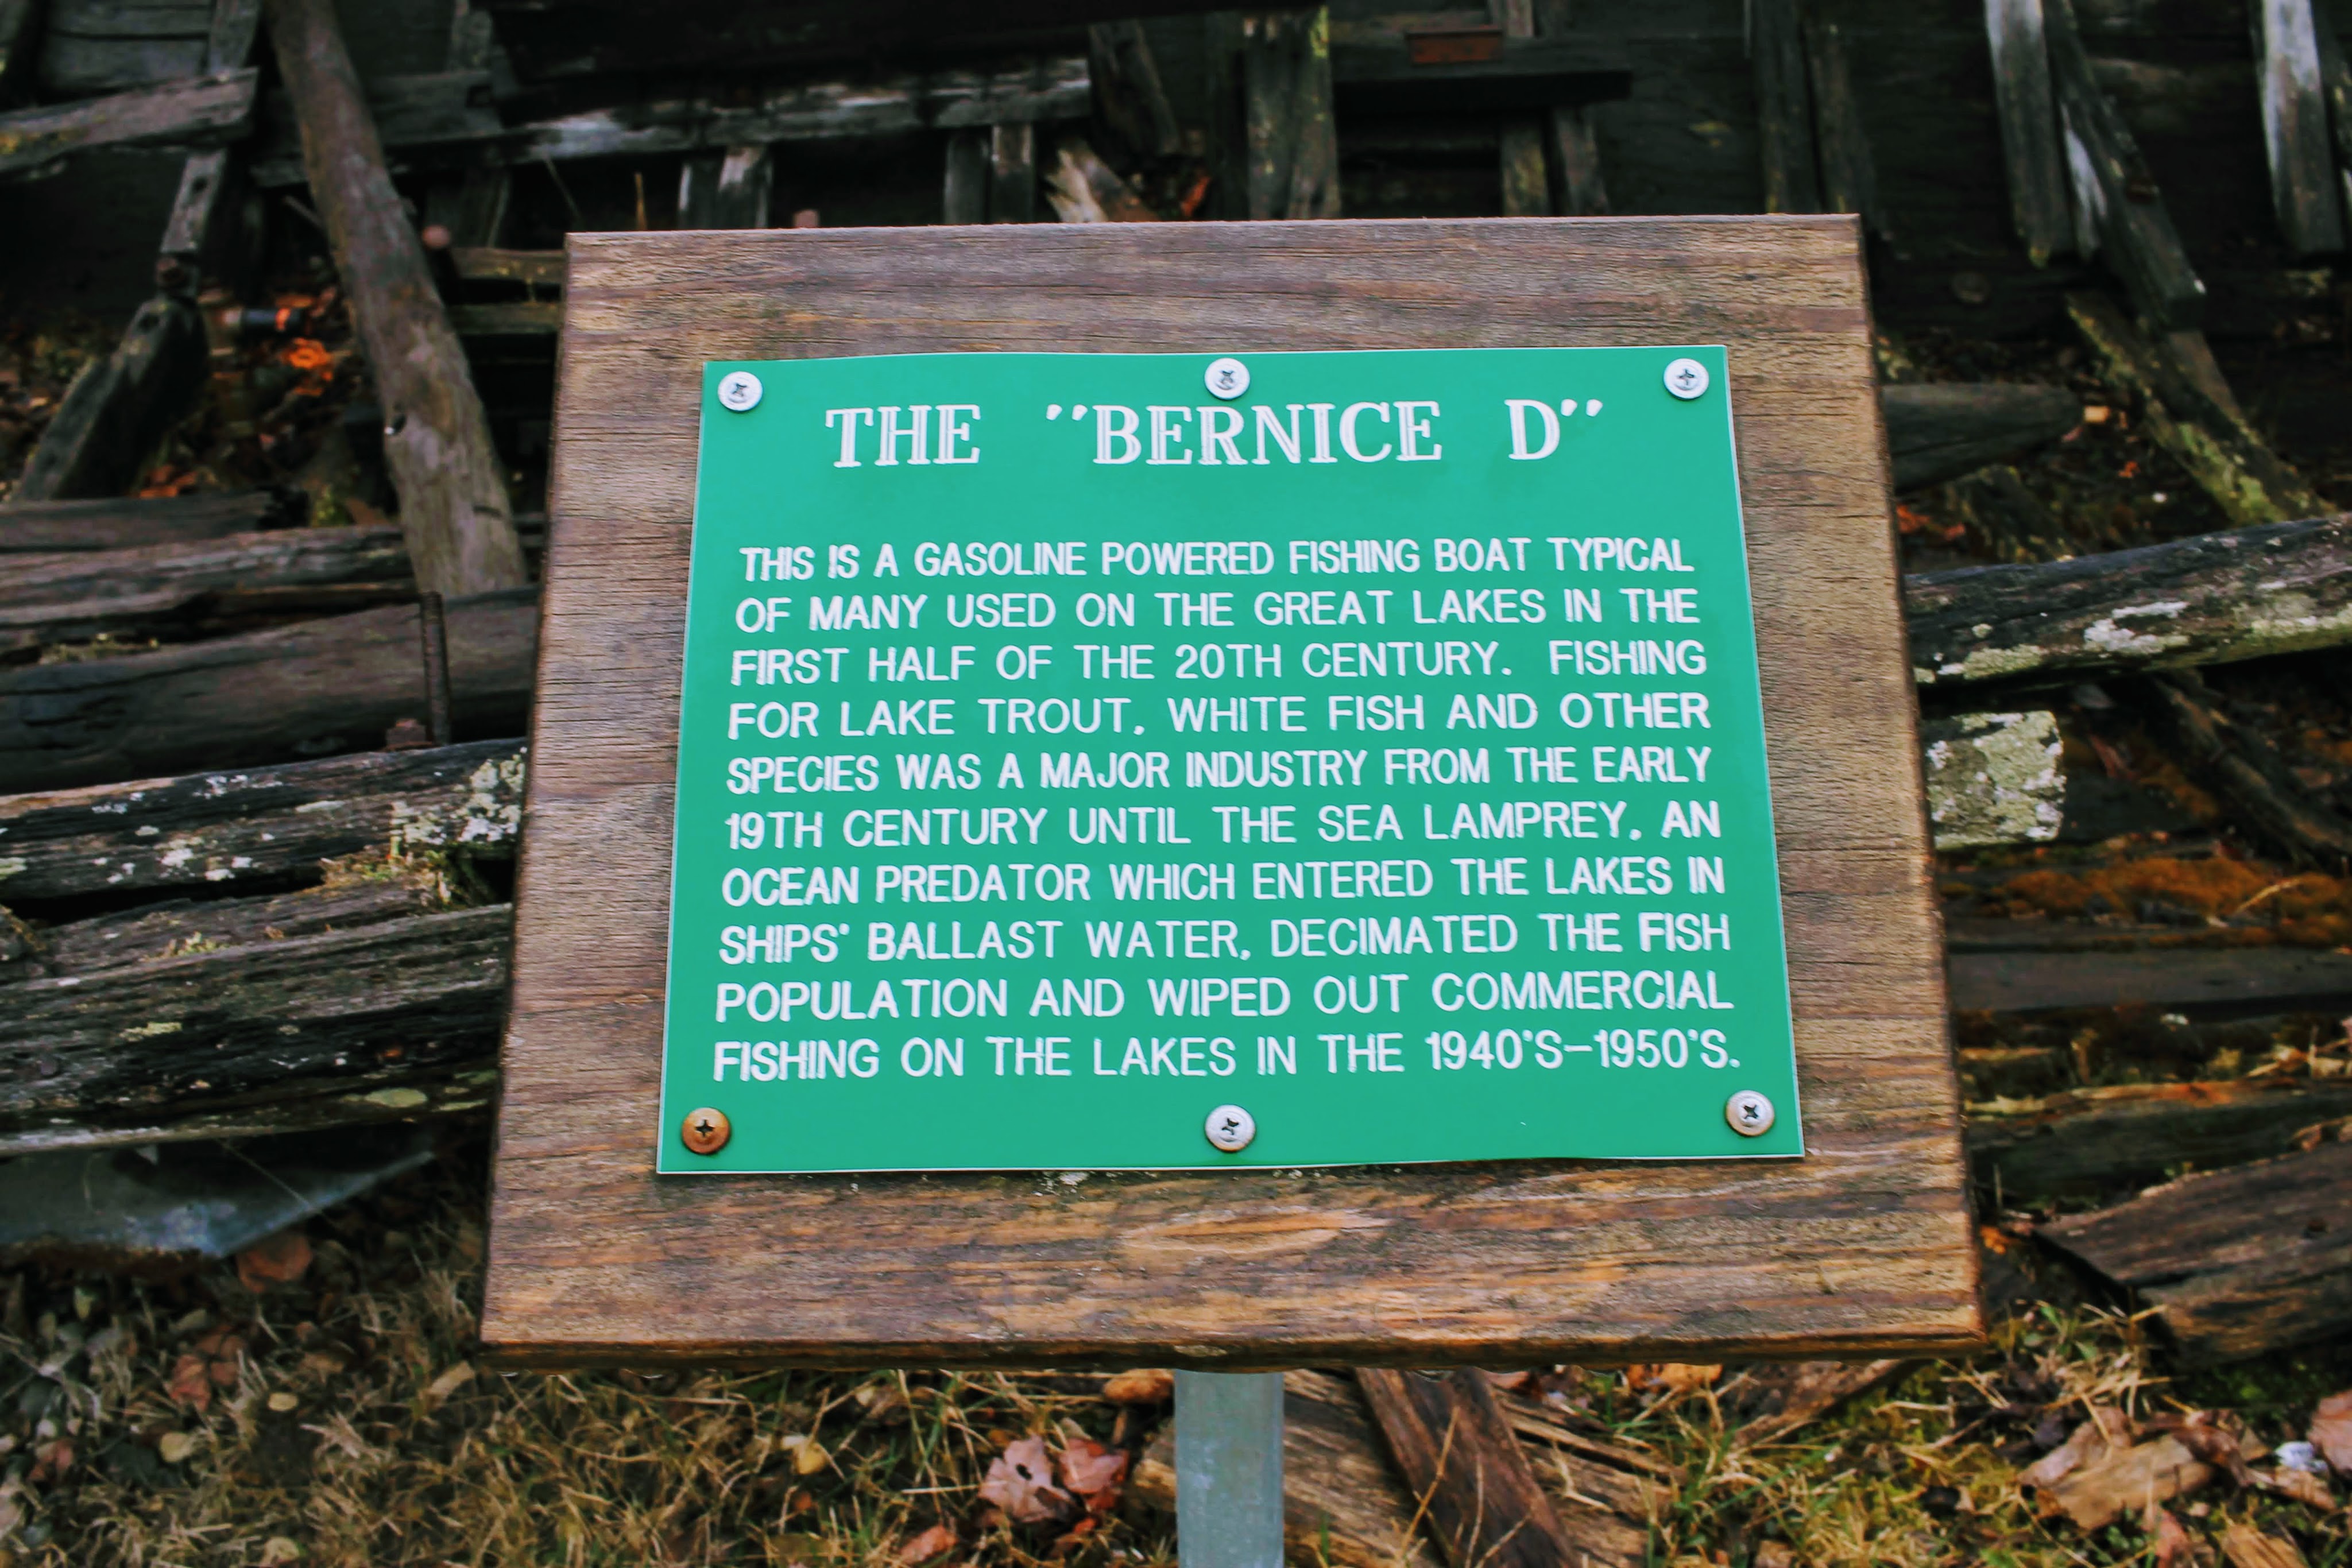 THE "BERNICE D"
THIS IS A GASOLINE POWERED FISHING BOAT TYPICAL
OF MANY USED ON THE GREAT LAKES IN THE
FIRST HALF OF THE 20TH CENTURY. FISHING
FOR LAKE TROUT, WHITE FISH AND OTHER
SPECIES WAS A MAJOR INDUSTRY FROM THE EARLY
19TH CENTURY UNTIL THE SEA LAMPREY, AN
OCEAN PREDATOR WHICH ENTERED THE LAKES IN
SHIPS' BALLAST WATER, DECIMATED THE FISH
POPULATION AND WIPED OUT COMMERCIAL
FISHING ON THE LAKES IN THE 1940'S-1950'S.